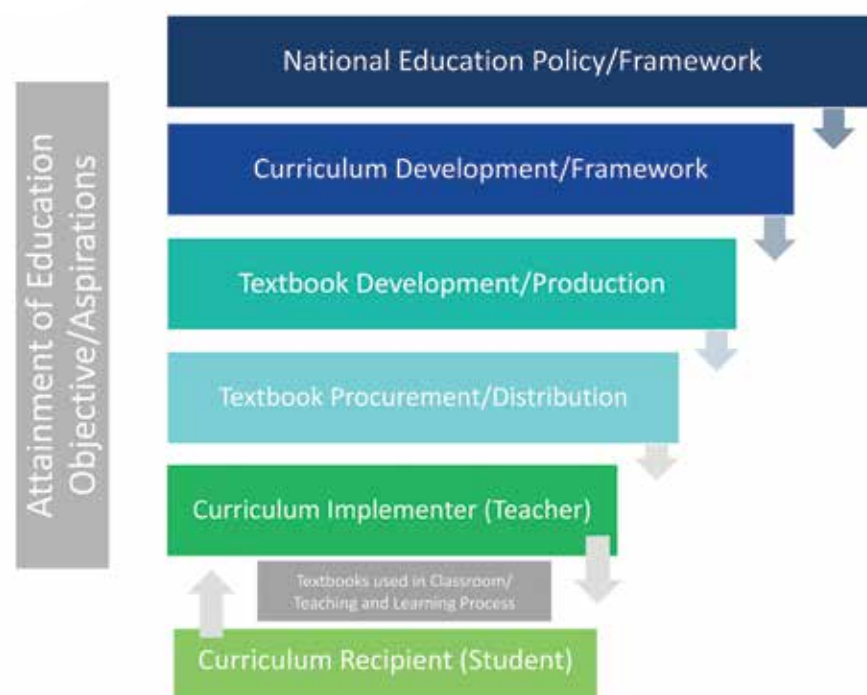 Attainment of Education
Objective/Aspirations
National Education Policy/Framework
Curriculum Development/Framework
Textbook Development/Production
Textbook Procurement/Distribution
Curriculum Implementer (Teacher)
Textbooks used in Classroom/
Teaching and Learning Process
Curriculum Recipient (Student)